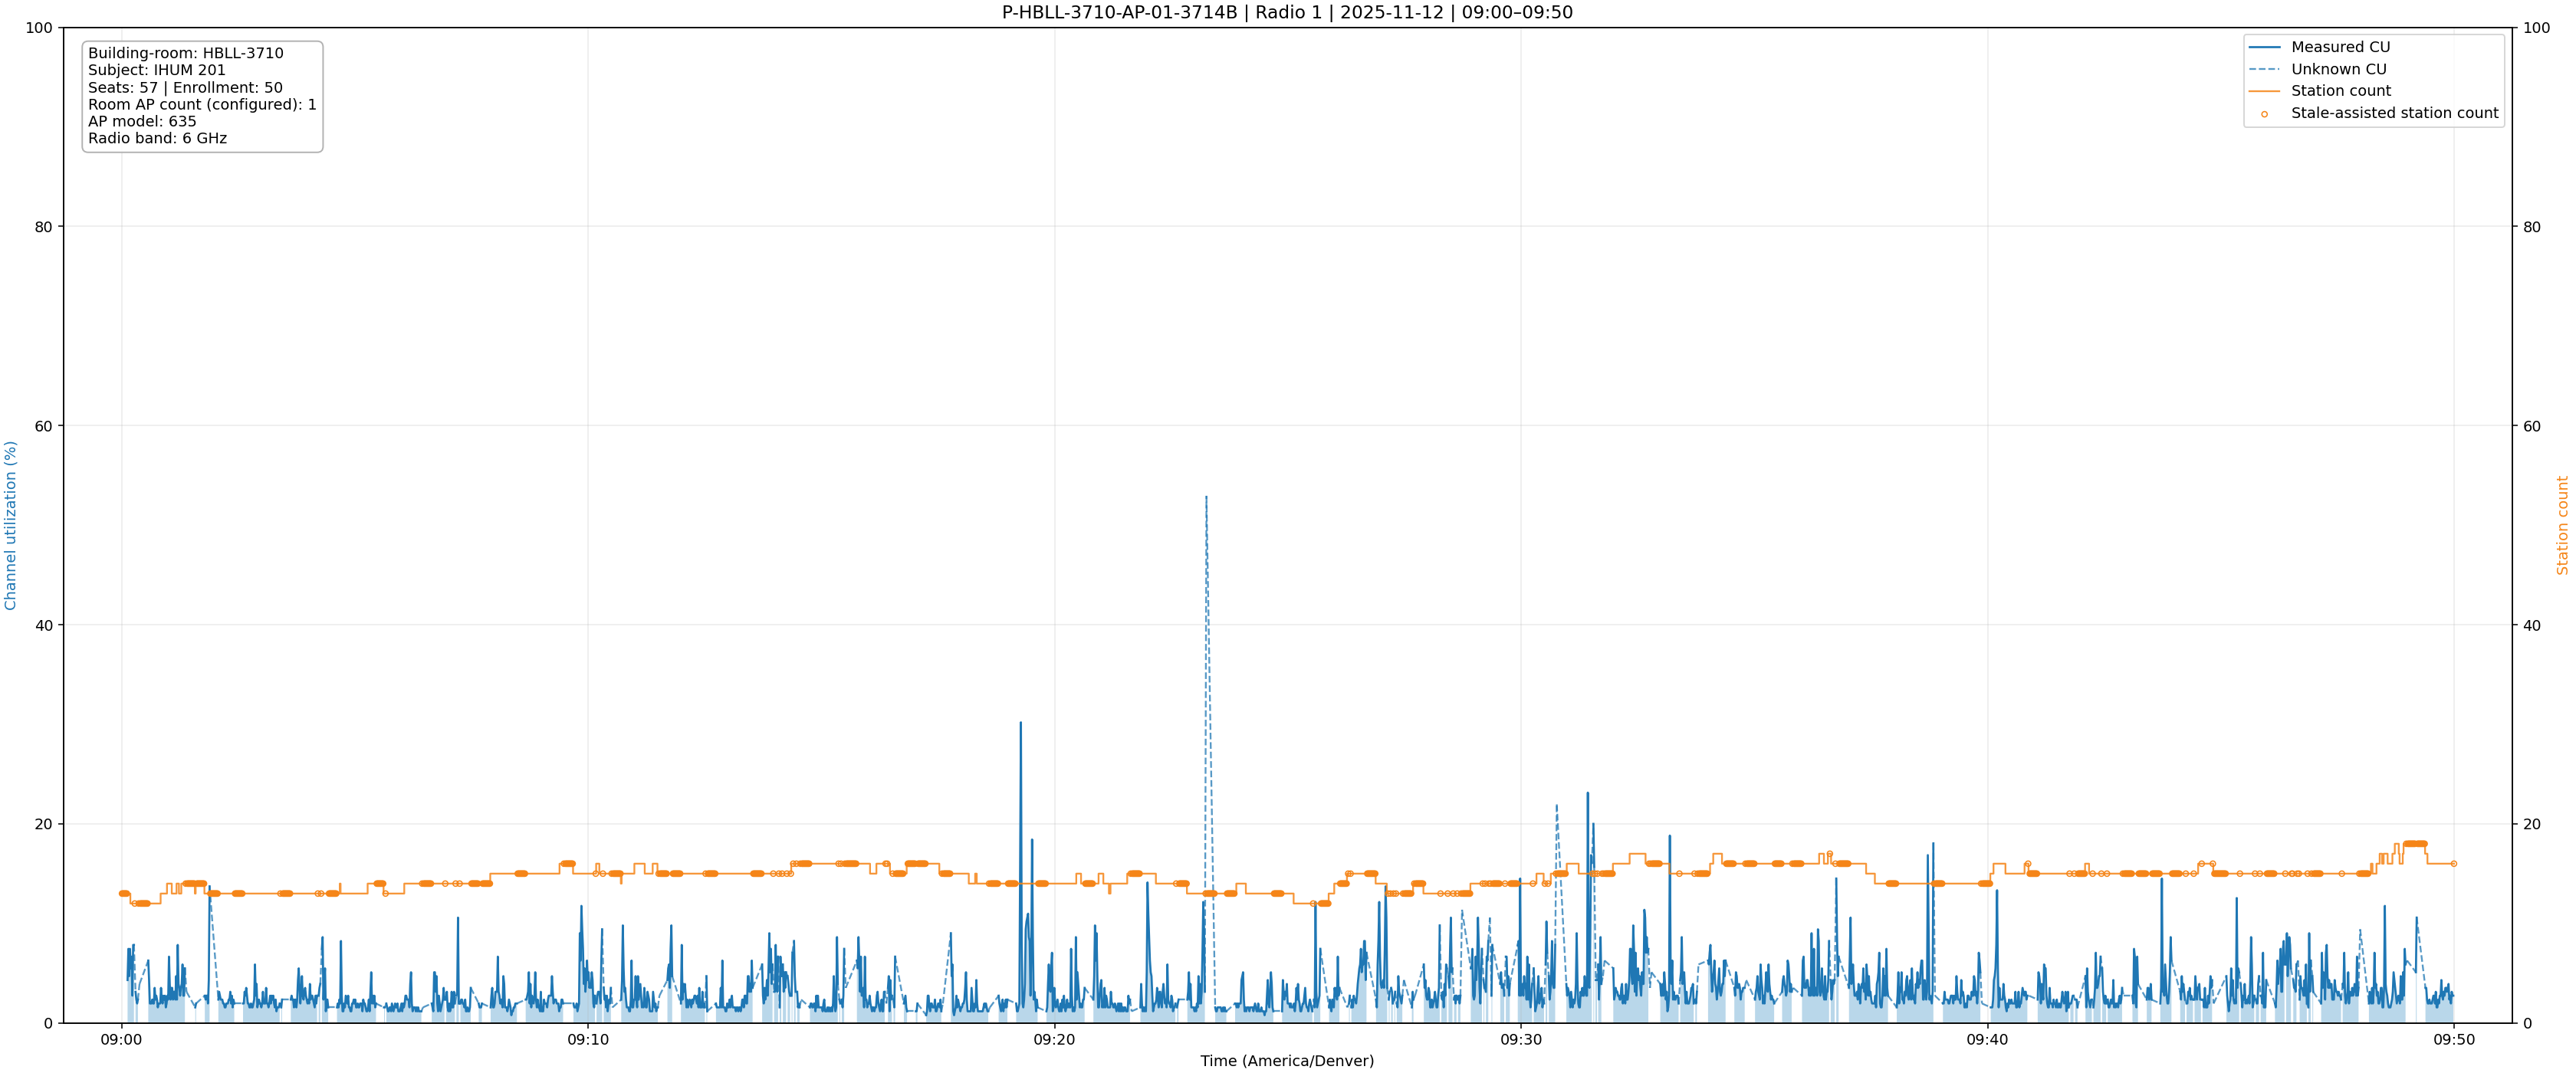 P-HBLL-3710-AP-01-3714B | Radio 1 | 2025-11-12 | 09:00–09:50
Building-room: HBLL-3710
Subject: IHUM 201
Seats: 57 | Enrollment: 50
Room AP count (configured): 1
AP model: 635
Radio band: 6 GHz
Measured CU
Unknown CU
Station count
Stale-assisted station count
Channel utilization (%)
100
80
60
40
20
0
100
80
60
40
20
0
Station count
09:00
09:10
09:20
09:30
09:40
09:50
Time (America/Denver)